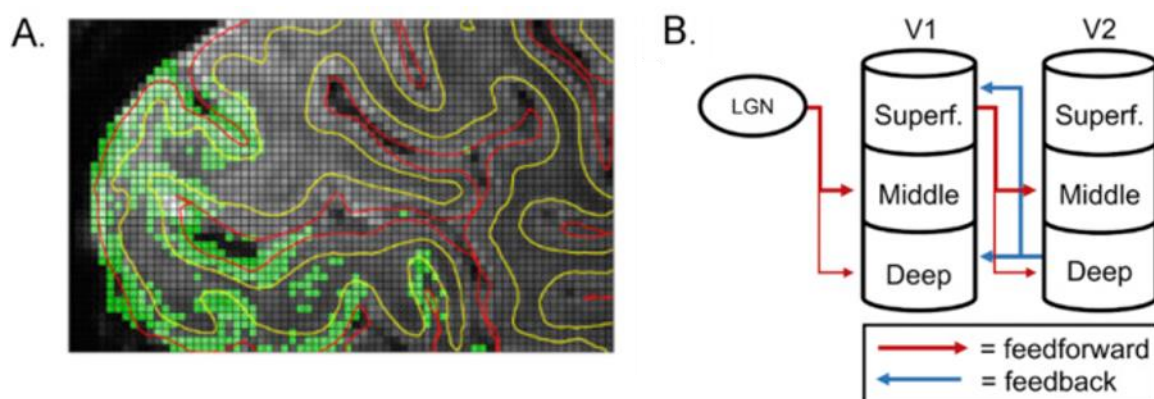 A.
B.
V1
V2
LGN
Superf.
Superf.
Middle
Middle
Deep
Deep
= feedforward
= feedback